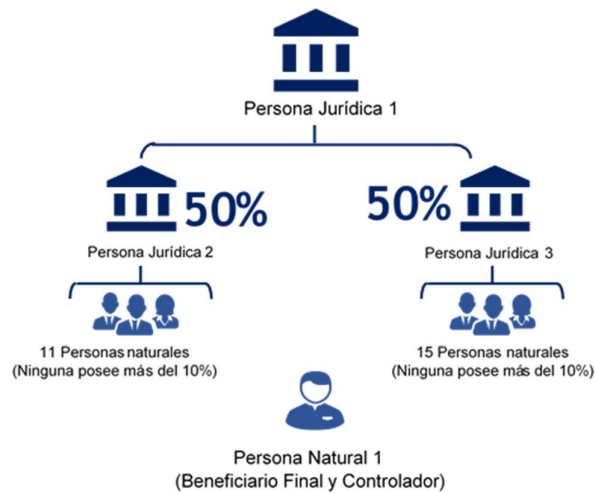 Persona Jurídica 1
50%
50%
Persona Jurídica 2
Persona Jurídica 3
11 Personas naturales
(Ninguna posee más del 10%)
15 Personas naturales
(Ninguna posee más del 10%)
Persona Natural 1
(Beneficiario Final y Controlador)